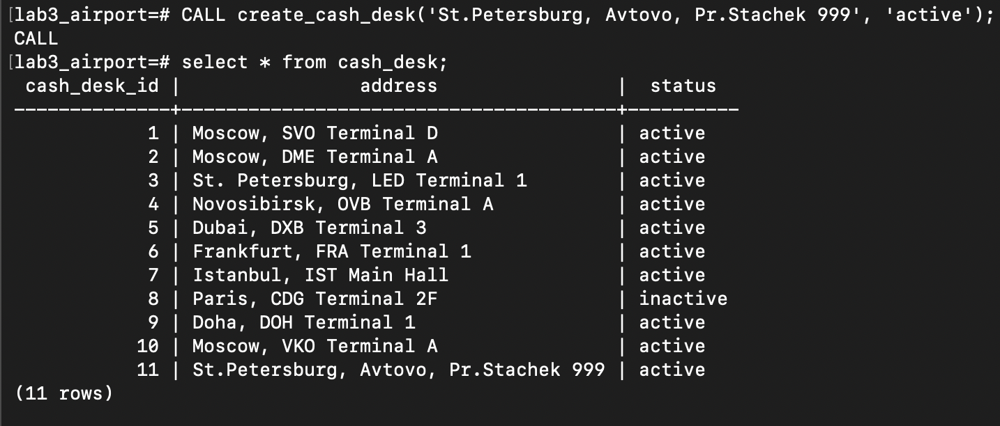 [lab3_airport=# CALL create_cash_desk('St.Petersburg, Avtovo, Pr.Stachek 999', 'active');
CALL
[lab3_airport=# select * from cash_desk;
 cash_desk_id |                address                |  status
--------------+---------------------------------------+----------
            1 | Moscow, SVO Terminal D                | active
            2 | Moscow, DME Terminal A                | active
            3 | St. Petersburg, LED Terminal 1        | active
            4 | Novosibirsk, OVB Terminal A           | active
            5 | Dubai, DXB Terminal 3                 | active
            6 | Frankfurt, FRA Terminal 1             | active
            7 | Istanbul, IST Main Hall               | active
            8 | Paris, CDG Terminal 2F                | inactive
            9 | Doha, DOH Terminal 1                  | active
           10 | Moscow, VKO Terminal A                | active
           11 | St.Petersburg, Avtovo, Pr.Stachek 999 | active
(11 rows)